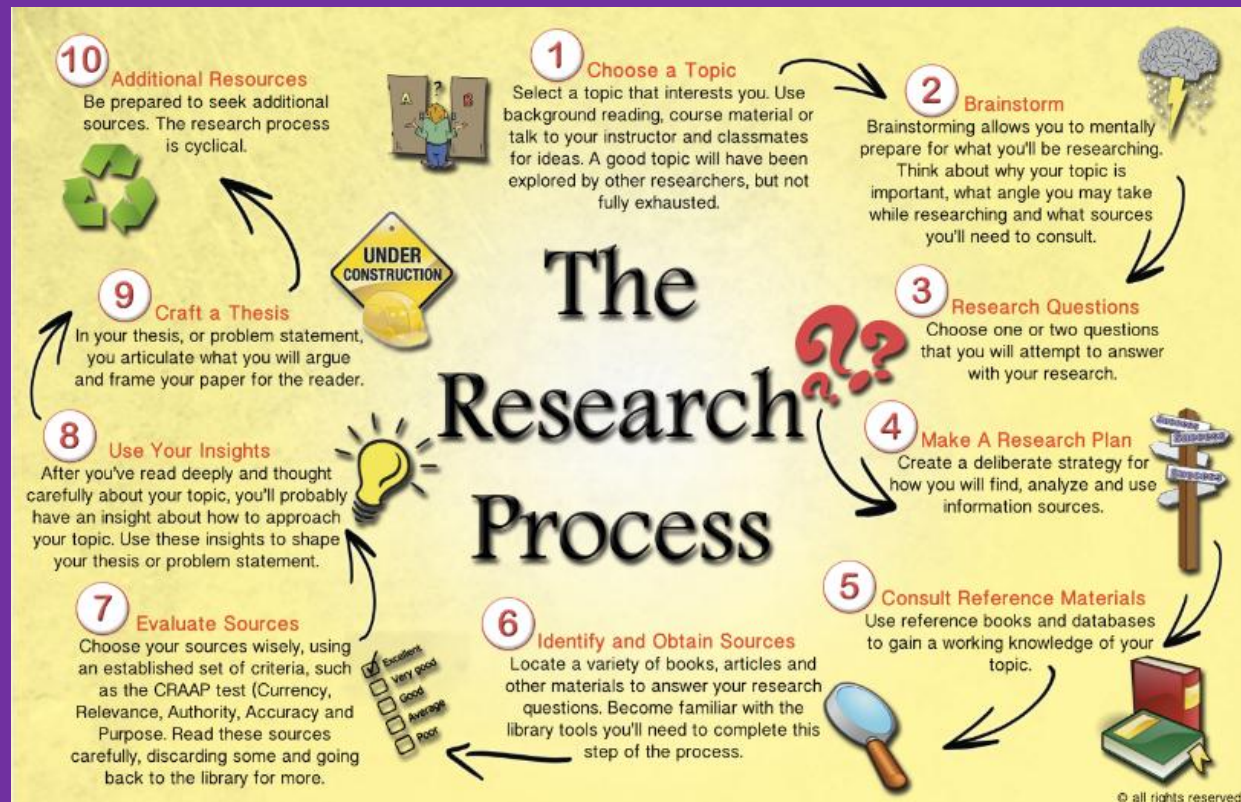 The
Research
Process
1
Choose a Topic
Select a topic that interests you. Use
background reading, course material or
talk to your instructor and classmates
for ideas. A good topic will have been
explored by other researchers, but not
fully exhausted.
A
?
B
2
Brainstorm
Brainstorming allows you to mentally
prepare for what you'll be researching.
Think about why your topic is
important, what angle you may take
while researching and what sources
you'll need to consult.
3
Research Questions
Choose one or two questions
that you will attempt to answer
with your research.
???
4
Make A Research Plan
Create a deliberate strategy for
how you will find, analyze and use
information sources.
Success
Success
Success
5
Consult Reference Materials
Use reference books and databases
to gain a working knowledge of your
topic.
6
Identify and Obtain Sources
Locate a variety of books, articles and
other materials to answer your research
questions. Become familiar with the
library tools you'll need to complete this
step of the process.
7
Evaluate Sources
Choose your sources wisely, using
an established set of criteria, such
as the CRAAP test (Currency,
Relevance, Authority, Accuracy and
Purpose. Read these sources
carefully, discarding some and going
back to the library for more.
Excellent
Very good
Good
Average
Poor
8
Use Your Insights
After you've read deeply and thought
carefully about your topic, you'll probably
have an insight about how to approach
your topic. Use these insights to shape
your thesis or problem statement.
9
Craft a Thesis
In your thesis, or problem statement,
you articulate what you will argue
and frame your paper for the reader.
UNDER
CONSTRUCTION
10
Additional Resources
Be prepared to seek additional
sources. The research process
is cyclical.
© all rights reserved